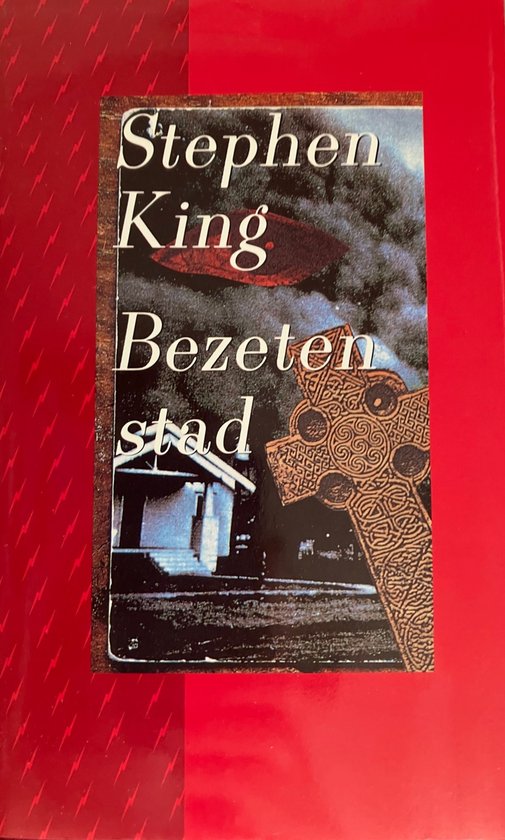 Stephen
King
Bezeten
stad